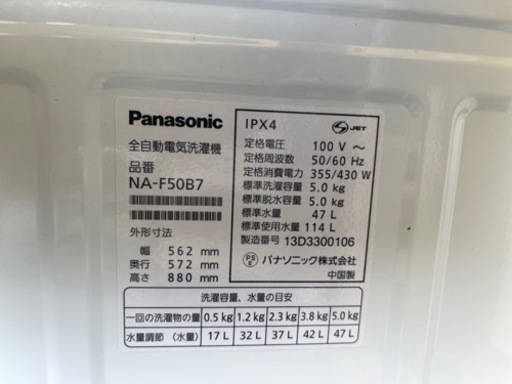 Panasonic
全自動電気洗濯機
品番
NA-F50B7
外形寸法
幅 562 mm
奥行 572 mm
高さ 880 mm
IPX4
S JET
定格電圧 100 V ～
定格周波数 50/60 Hz
定格消費電力 355/430 W
標準洗濯容量 5.0 kg
標準脱水容量 5.0 kg
標準水量 47 L
標準使用水量 114 L
製造番号 13D3300106
PSE パナソニック株式会社
中国製
洗濯容量、水量の目安
一回の洗濯物の量 0.5 kg 1.2 kg 2.3 kg 3.8 kg 5.0 kg
水量調節（水量） 17 L 32 L 37 L 42 L 47 L